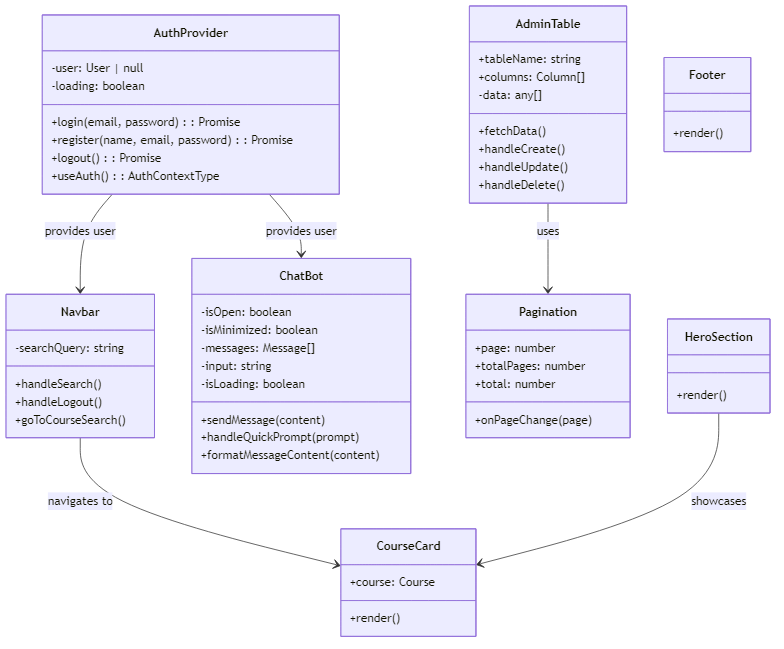 AuthProvider
-user: User | null
-loading: boolean
+login(email, password) : : Promise
+register(name, email, password) : : Promise
+logout() : : Promise
+useAuth() : : AuthContextType
AdminTable
+tableName: string
+columns: Column[]
-data: any[]
+fetchData()
+handleCreate()
+handleUpdate()
+handleDelete()
Footer
+render()
provides user
provides user
uses
Navbar
-searchQuery: string
+handleSearch()
+handleLogout()
+goToCourseSearch()
ChatBot
-isOpen: boolean
-isMinimized: boolean
-messages: Message[]
-input: string
-isLoading: boolean
+sendMessage(content)
+handleQuickPrompt(prompt)
+formatMessageContent(content)
Pagination
+page: number
+totalPages: number
+total: number
+onPageChange(page)
HeroSection
+render()
navigates to
showcases
CourseCard
+course: Course
+render()